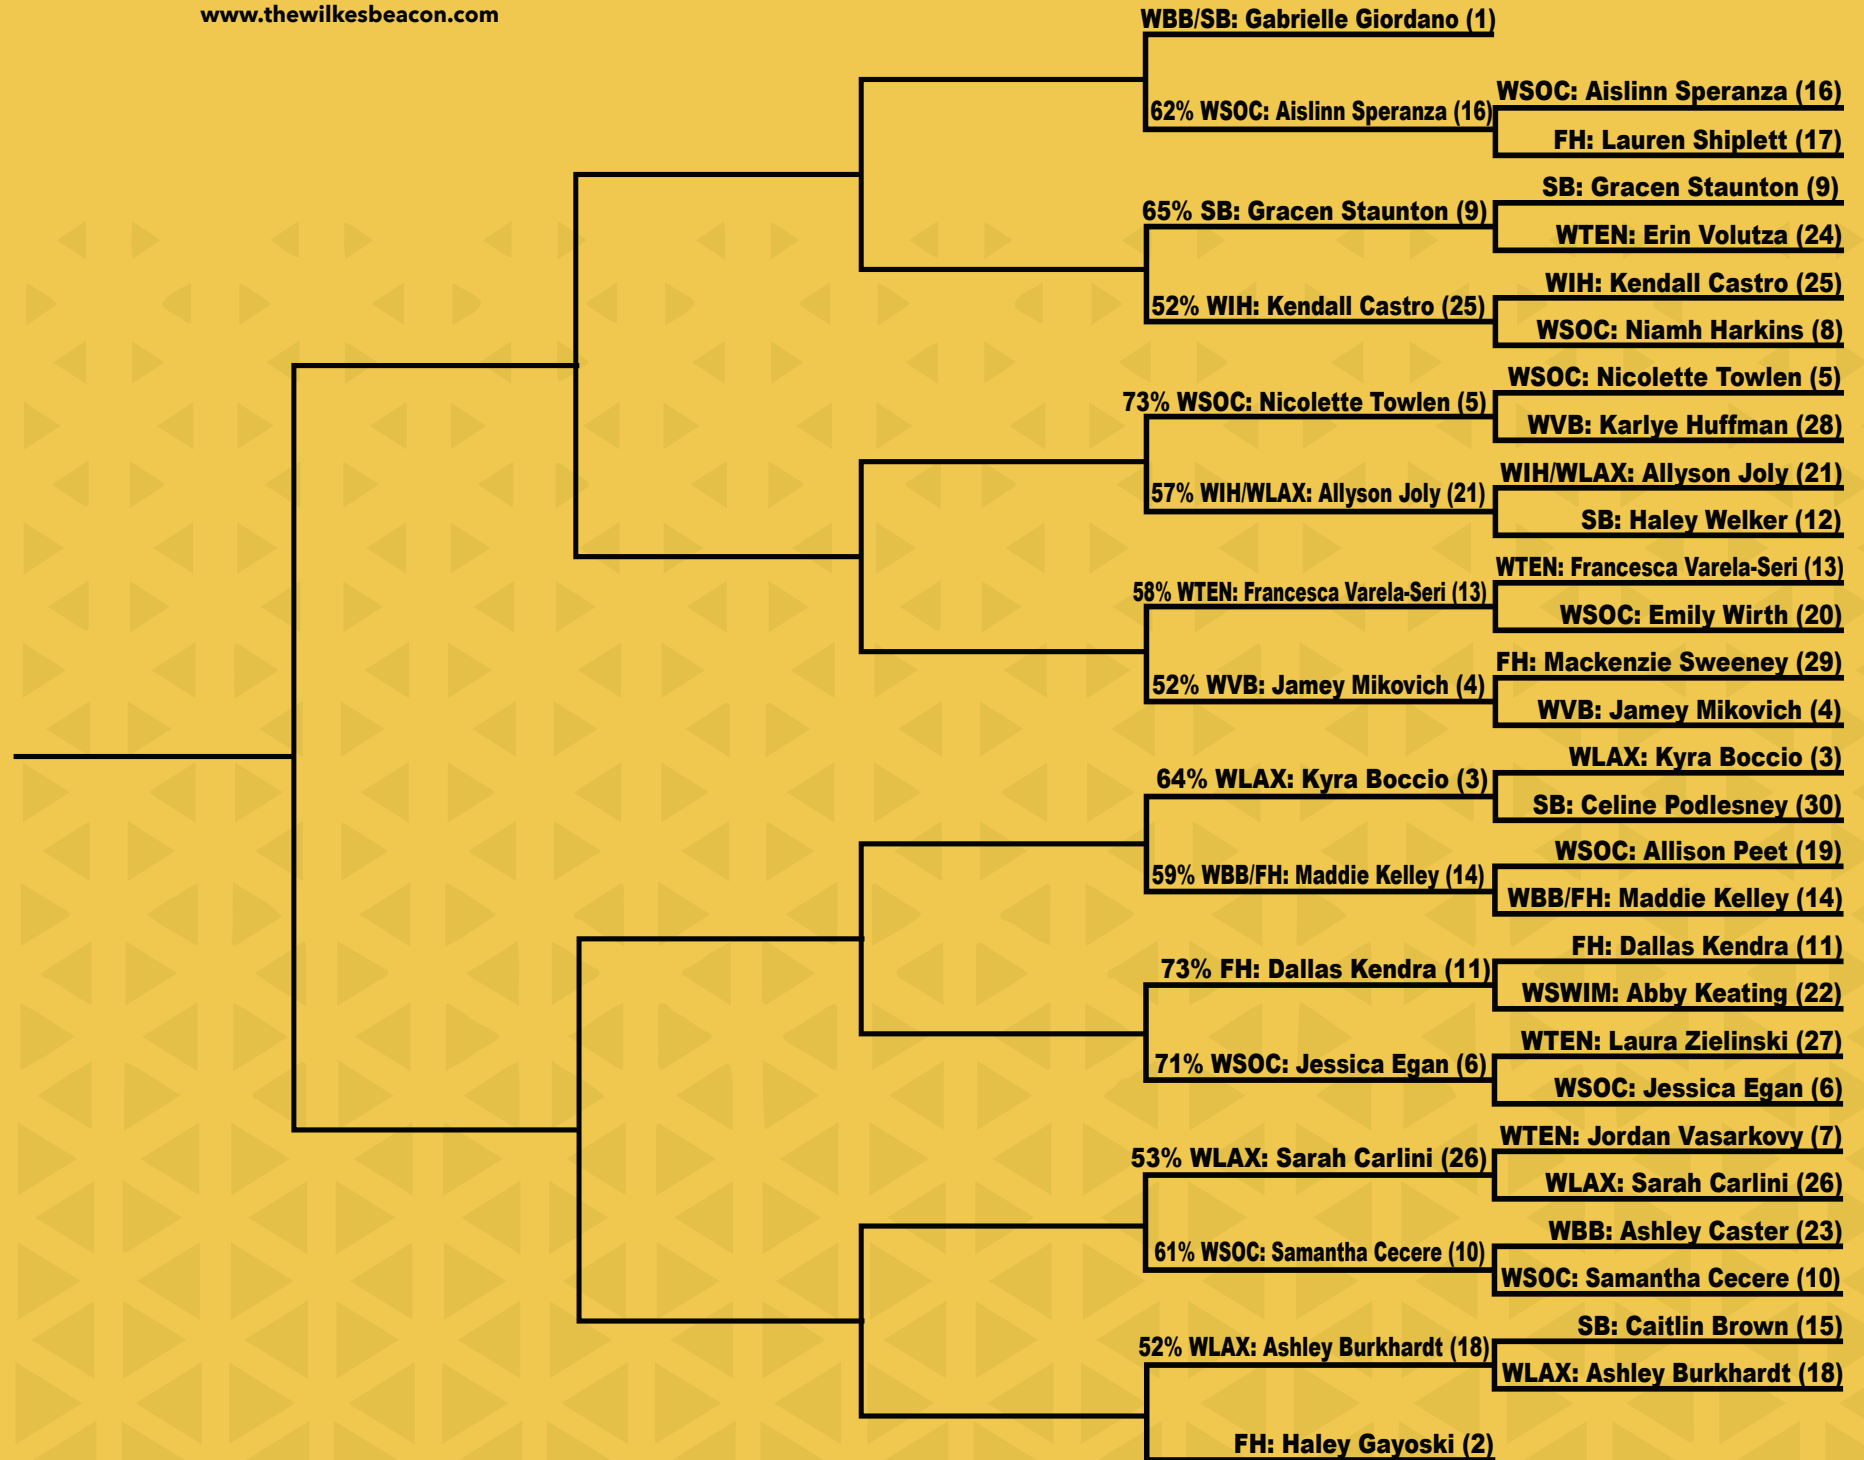 www.thewilkesbeacon.com
WBB/SB: Gabrielle Giordano (1)
62% WSOC: Aislinn Speranza (16)
65% SB: Gracen Staunton (9)
52% WIH: Kendall Castro (25)
73% WSOC: Nicolette Towlen (5)
57% WIH/WLAX: Allyson Joly (21)
58% WTEN: Francesca Varela-Seri (13)
52% WVB: Jamey Mikovich (4)
64% WLAX: Kyra Boccio (3)
59% WBB/FH: Maddie Kelley (14)
73% FH: Dallas Kendra (11)
71% WSOC: Jessica Egan (6)
53% WLAX: Sarah Carlini (26)
61% WSOC: Samantha Cecere (10)
52% WLAX: Ashley Burkhardt (18)
FH: Haley Gayoski (2)
WSOC: Aislinn Speranza (16)
FH: Lauren Shiplett (17)
SB: Gracen Staunton (9)
WTEN: Erin Volutza (24)
WIH: Kendall Castro (25)
WSOC: Niamh Harkins (8)
WSOC: Nicolette Towlen (5)
WVB: Karlye Huffman (28)
WIH/WLAX: Allyson Joly (21)
SB: Haley Welker (12)
WTEN: Francesca Varela-Seri (13)
WSOC: Emily Wirth (20)
FH: Mackenzie Sweeney (29)
WVB: Jamey Mikovich (4)
WLAX: Kyra Boccio (3)
SB: Celine Podlesney (30)
WSOC: Allison Peet (19)
WBB/FH: Maddie Kelley (14)
FH: Dallas Kendra (11)
WSWIM: Abby Keating (22)
WTEN: Laura Zielinski (27)
WSOC: Jessica Egan (6)
WTEN: Jordan Vasarkovy (7)
WLAX: Sarah Carlini (26)
WBB: Ashley Caster (23)
WSOC: Samantha Cecere (10)
SB: Caitlin Brown (15)
WLAX: Ashley Burkhardt (18)